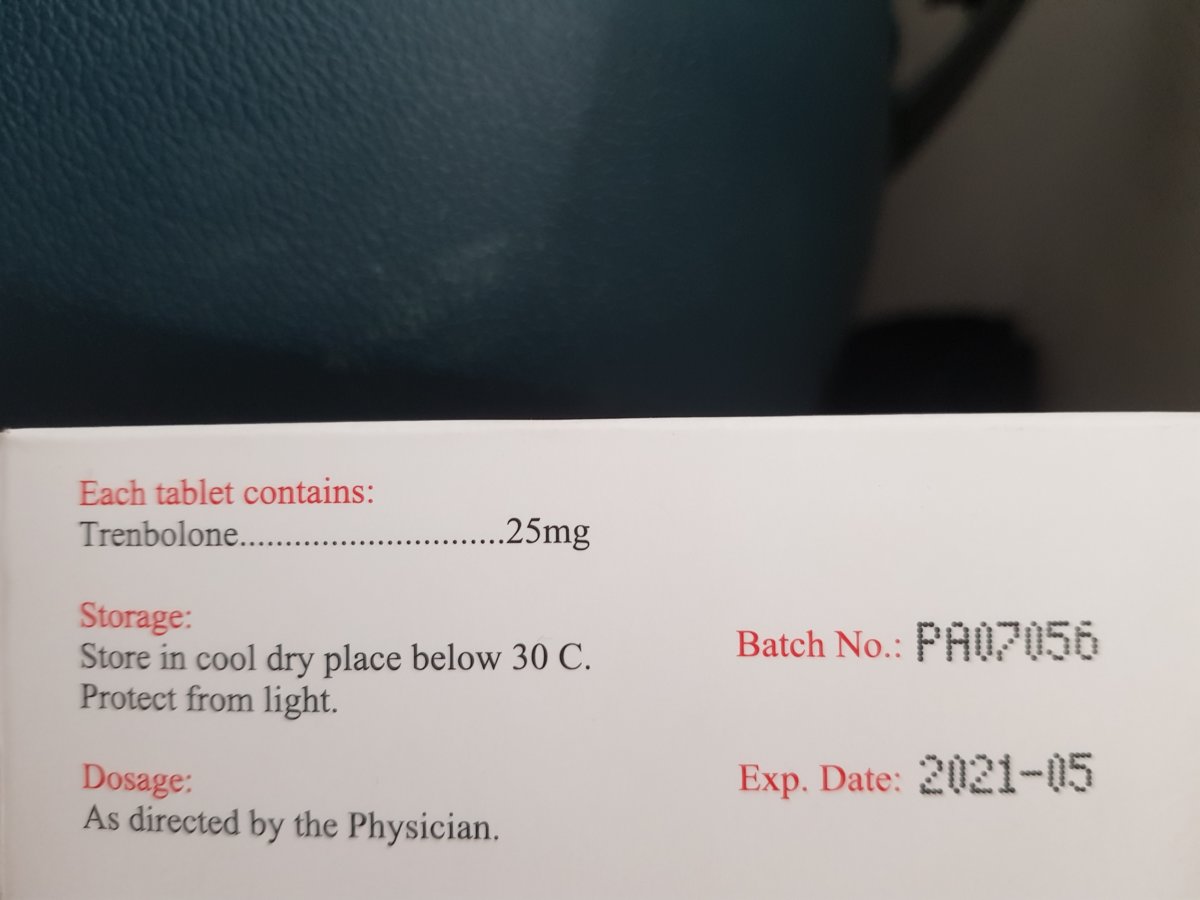 Each tablet contains:
Trenbolone.............................25mg
Storage:
Store in cool dry place below 30 C.
Protect from light.
Batch No.: PA07056
Dosage:
As directed by the Physician.
Exp. Date: 2021-05